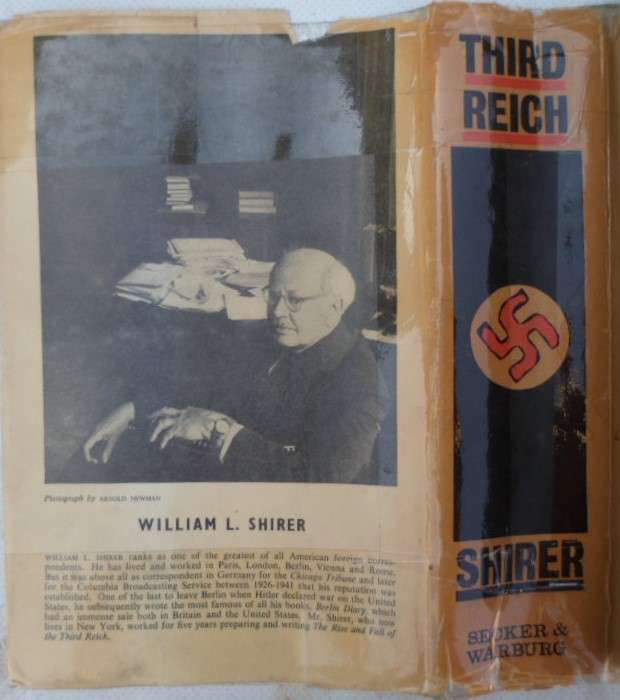 Photograph by ARNOLD NEWMAN
WILLIAM L. SHIRER
WILLIAM L. SHIRER ranks as one of the greatest of all American foreign corres-
pondents. He has lived and worked in Paris, London, Berlin, Vienna and Rome.
But it was above all as correspondent in Germany for the Chicago Tribune and later
for the Columbia Broadcasting Service between 1926-1941 that his reputation was
established. One of the last to leave Berlin when Hitler declared war on the United
States, he subsequently wrote the most famous of all his books, Berlin Diary, which
had an immense sale both in Britain and the United States. Mr. Shirer, who now
lives in New York, worked for five years preparing and writing The Rise and Fall of
the Third Reich.
THIRD
REICH
SHIRER
SECKER &
WARBURG